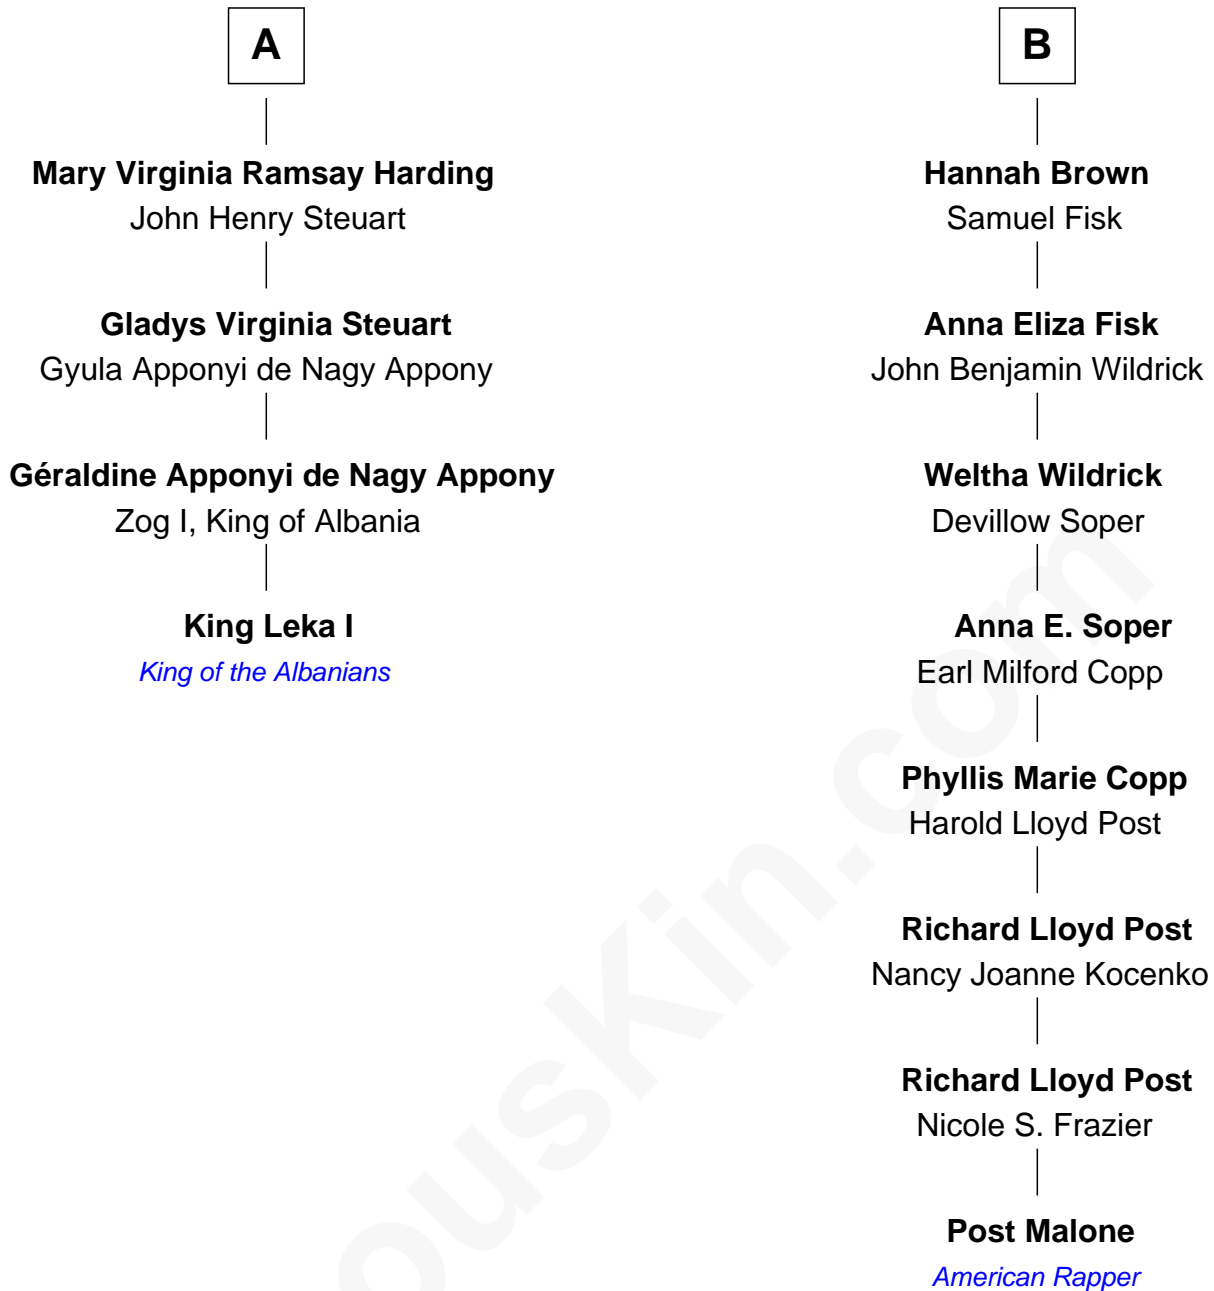 A
Mary Virginia Ramsay Harding
John Henry Steuart
Gladys Virginia Steuart
Gyula Apponyi de Nagy Appony
Géraldine Apponyi de Nagy Appony
Zog I, King of Albania
King Leka I
King of the Albanians
B
Hannah Brown
Samuel Fisk
Anna Eliza Fisk
John Benjamin Wildrick
Weltha Wildrick
Devillow Soper
Anna E. Soper
Earl Milford Copp
Phyllis Marie Copp
Harold Lloyd Post
Richard Lloyd Post
Nancy Joanne Kocenko
Richard Lloyd Post
Nicole S. Frazier
Post Malone
American Rapper
ousKin.com